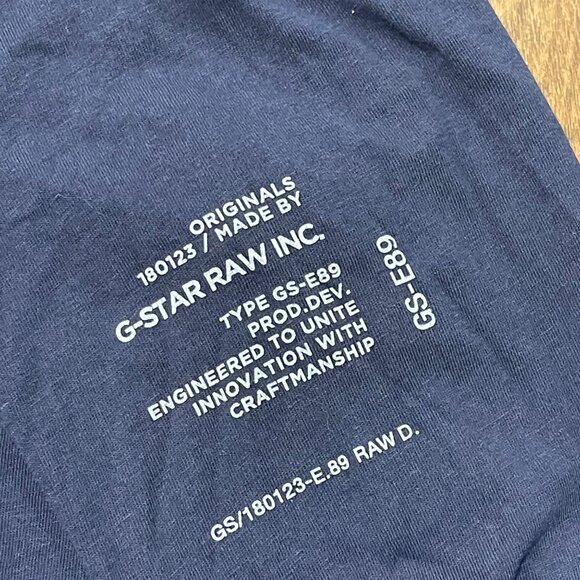 ORIGINALS
180123 / MADE BY
G-STAR RAW INC.
TYPE GS-E89
PROD.DEV.
ENGINEERED TO UNITE
INNOVATION WITH
CRAFTMANSHIP
GS-E89
GS/180123-E.89 RAW D.